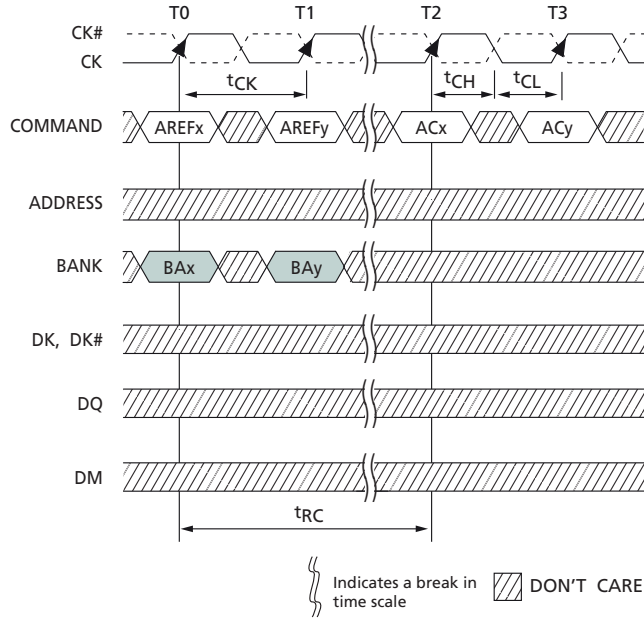 T0 T1 T2 T3
CK#
CK
tCK tCH tCL
COMMAND AREFx AREFy ACx ACy
ADDRESS
BANK BAx BAy
DK, DK#
DQ
DM
tRC
Indicates a break in
time scale
DON'T CARE